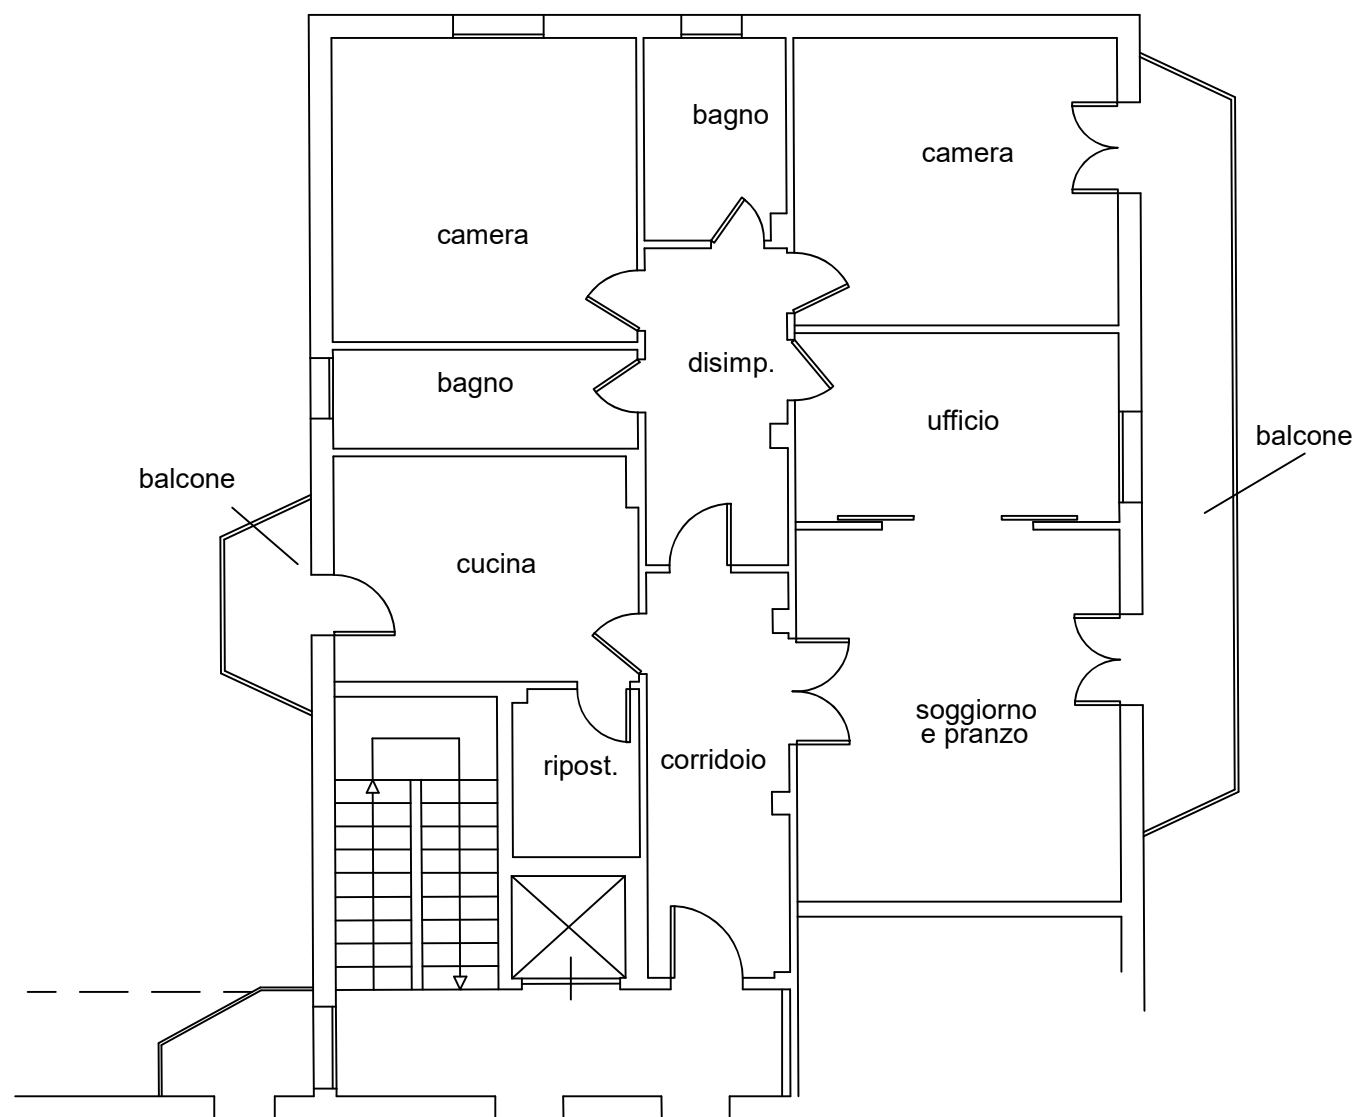 bagno
camera
camera
disimp.
bagno
ufficio
balcone
balcone
cucina
soggiorno
e pranzo
corridoio
ripost.